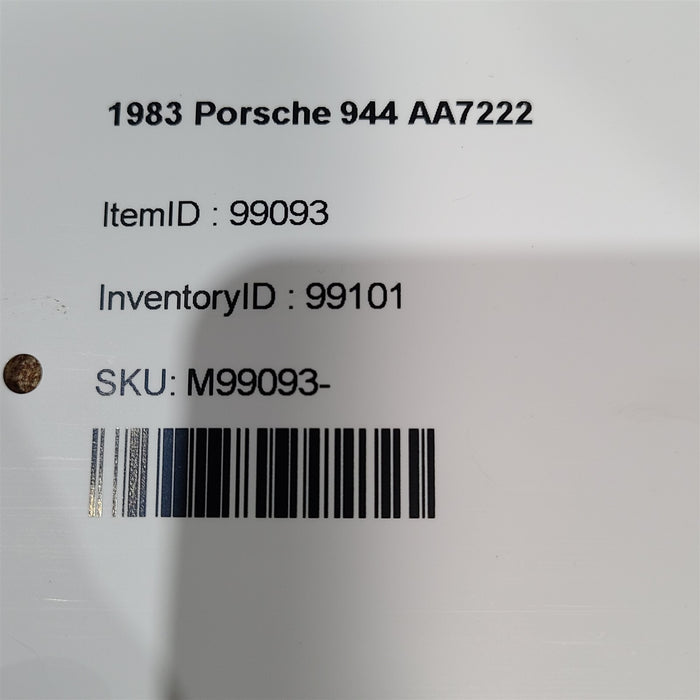 1983 Porsche 944 AA7222
ItemID : 99093
InventoryID : 99101
SKU: M99093-